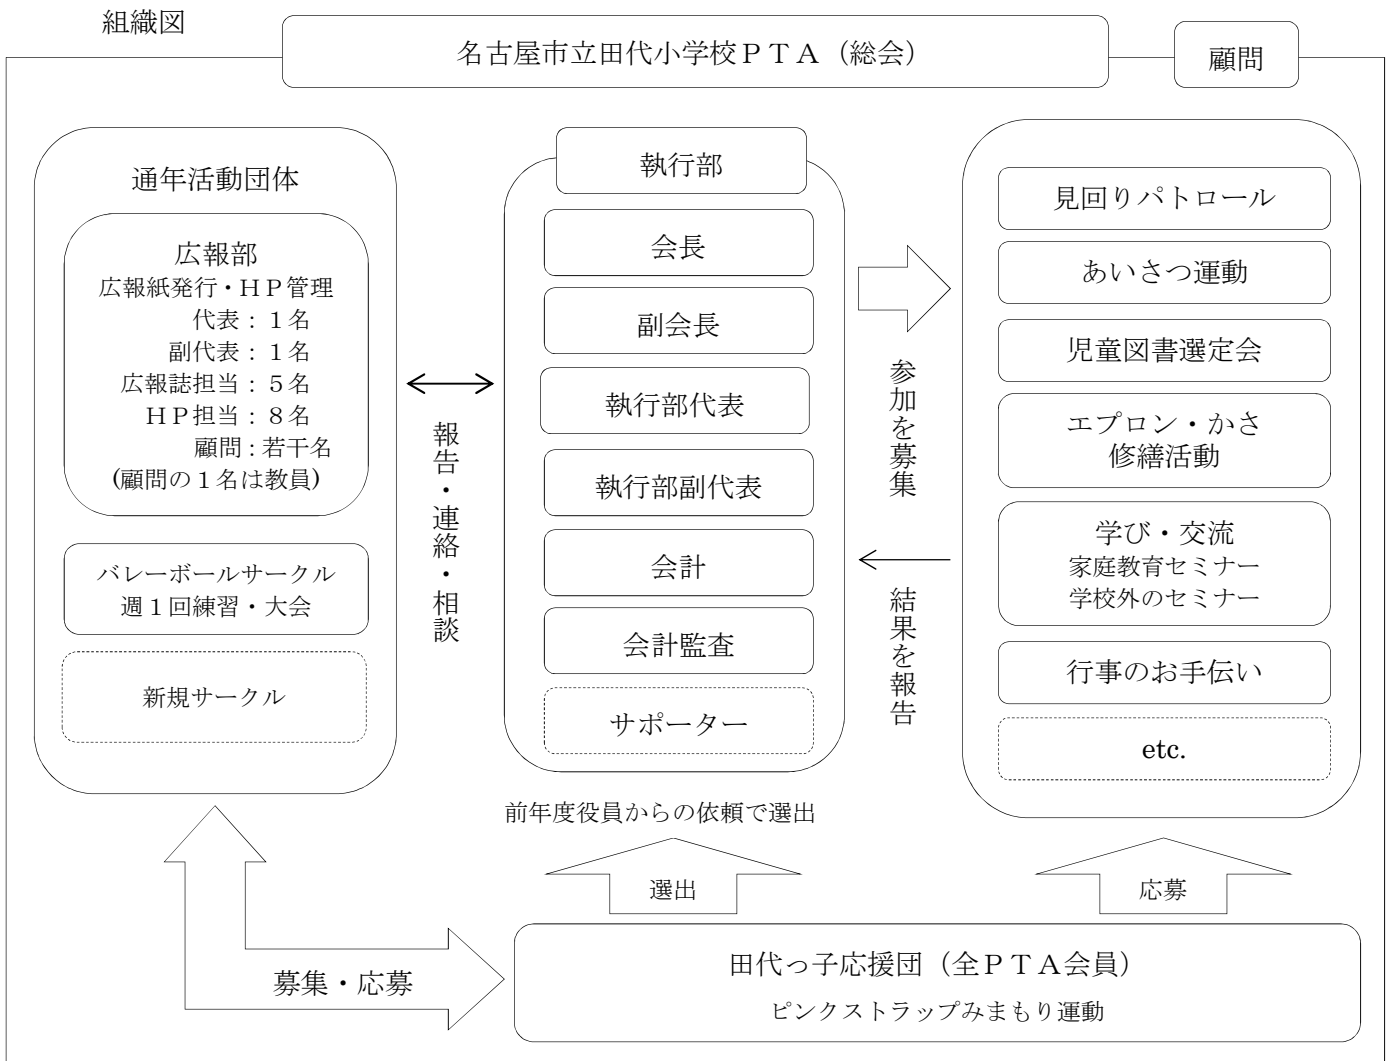 組織図
名古屋市立田代小学校ＰＴＡ（総会）
顧問
通年活動団体
広報部
広報紙発行・ＨＰ管理
代表：１名
副代表：１名
広報誌担当：５名
ＨＰ担当：８名
顧問：若干名
(顧問の１名は教員)
バレーボールサークル
週１回練習・大会
新規サークル
報告・連絡・相談
執行部
会長
副会長
執行部代表
執行部副代表
会計
会計監査
サポーター
前年度役員からの依頼で選出
参加を募集
結果を報告
見回りパトロール
あいさつ運動
児童図書選定会
エプロン・かさ
修繕活動
学び・交流
家庭教育セミナー
学校外のセミナー
行事のお手伝い
etc.
選出
応募
募集・応募
田代っ子応援団（全ＰＴＡ会員）
ピンクストラップみまもり運動